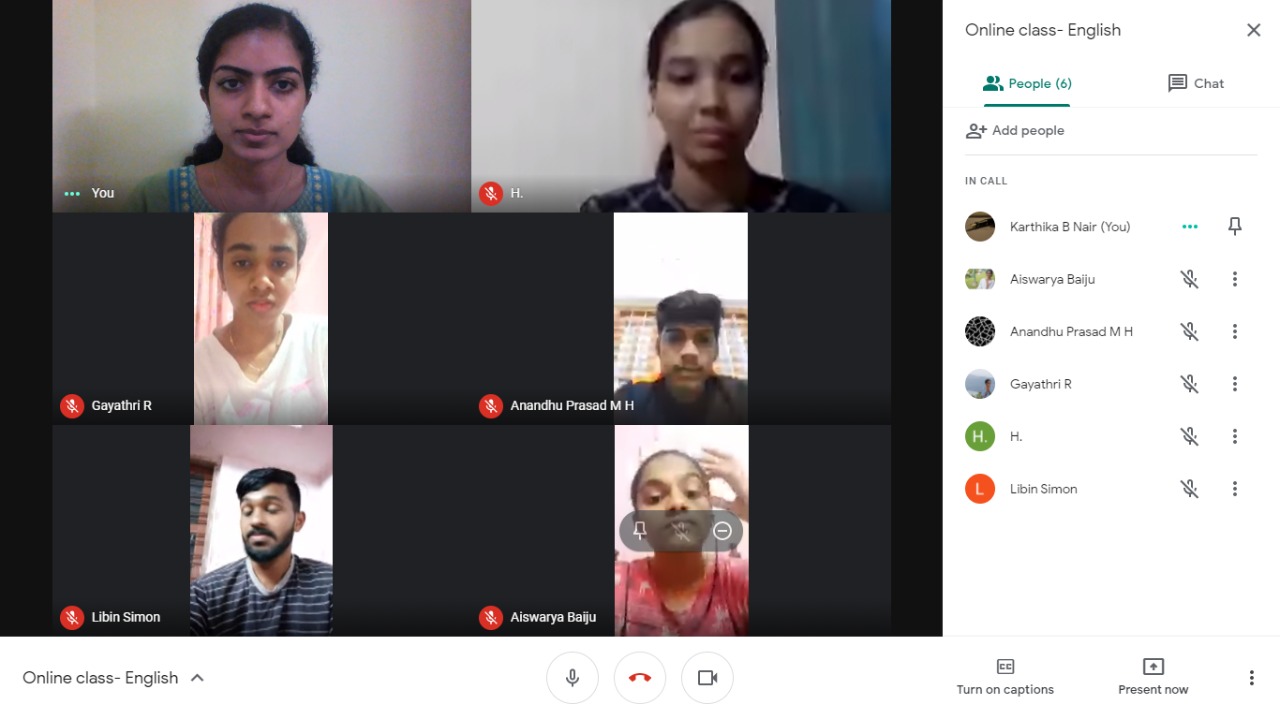 You
H.
Gayathri R
Anandhu Prasad M H
Libin Simon
Aiswarya Baiju
Online class- English
People (6)
Chat
Add people
IN CALL
Karthika B Nair (You)
Aiswarya Baiju
Anandhu Prasad M H
Gayathri R
H. H.
L Libin Simon
Online class- English
CC
Turn on captions
Present now